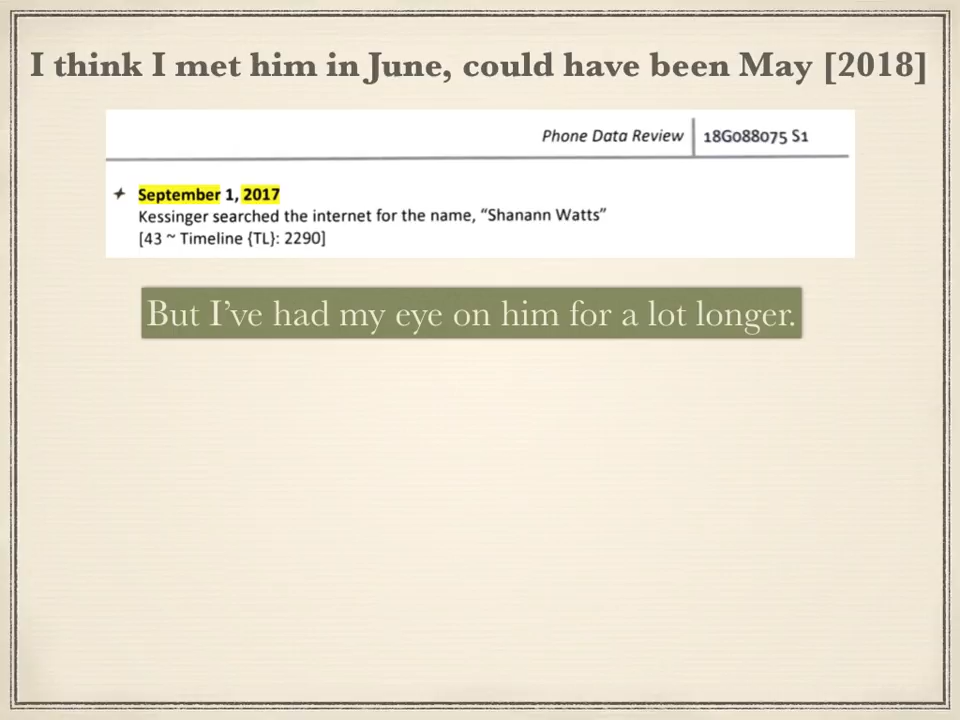 I think I met him in June, could have been May [2018]
Phone Data Review | 18G088075 S1
September 1, 2017
Kessinger searched the internet for the name, “Shanann Watts”
[43 ~ Timeline {TL}: 2290]
But I’ve had my eye on him for a lot longer.